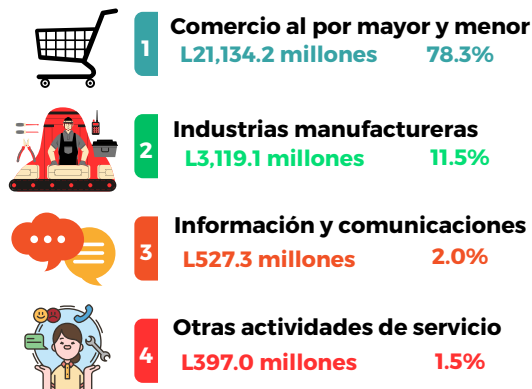 1
Comercio al por mayor y menor
L21,134.2 millones 78.3%
2
Industrias manufactureras
L3,119.1 millones 11.5%
3
Información y comunicaciones
L527.3 millones 2.0%
4
Otras actividades de servicio
L397.0 millones 1.5%